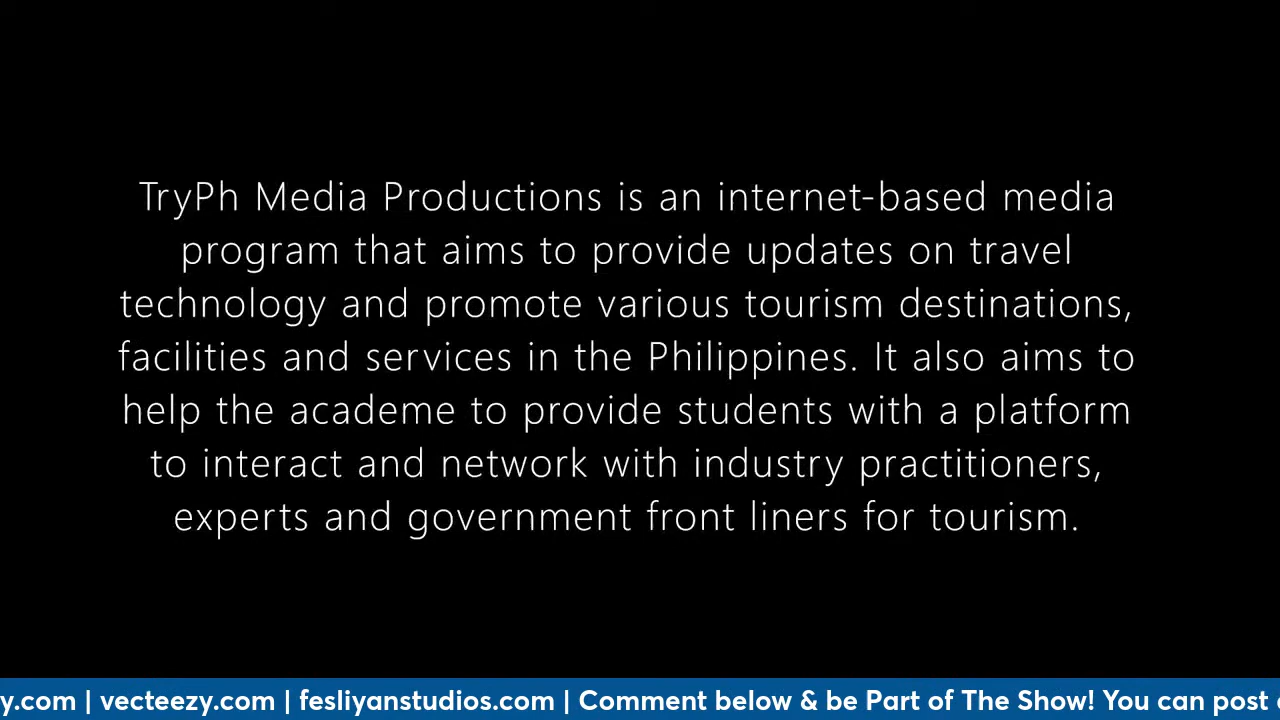 TryPh Media Productions is an internet-based media
program that aims to provide updates on travel
technology and promote various tourism destinations,
facilities and services in the Philippines. It also aims to
help the academe to provide students with a platform
to interact and network with industry practitioners,
experts and government front liners for tourism.
y.com | vecteezy.com | fesliyanstudios.com | Comment below & be Part of The Show! You can post